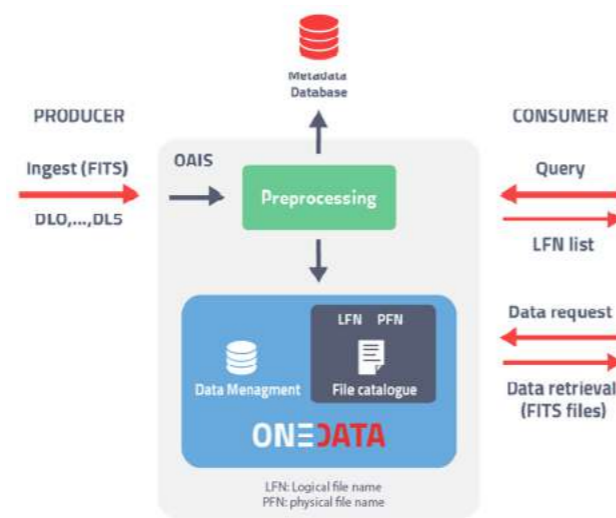 Metadata
Database
PRODUCER
CONSUMER
Ingest (FITS)
OAIS
Query
Preprocessing
DL0,...,DL5
LFN list
LFN PFN
Data request
Data Menagment
File catalogue
Data retrieval
(FITS files)
ONEDATA
LFN: Logical file name
PFN: physical file name